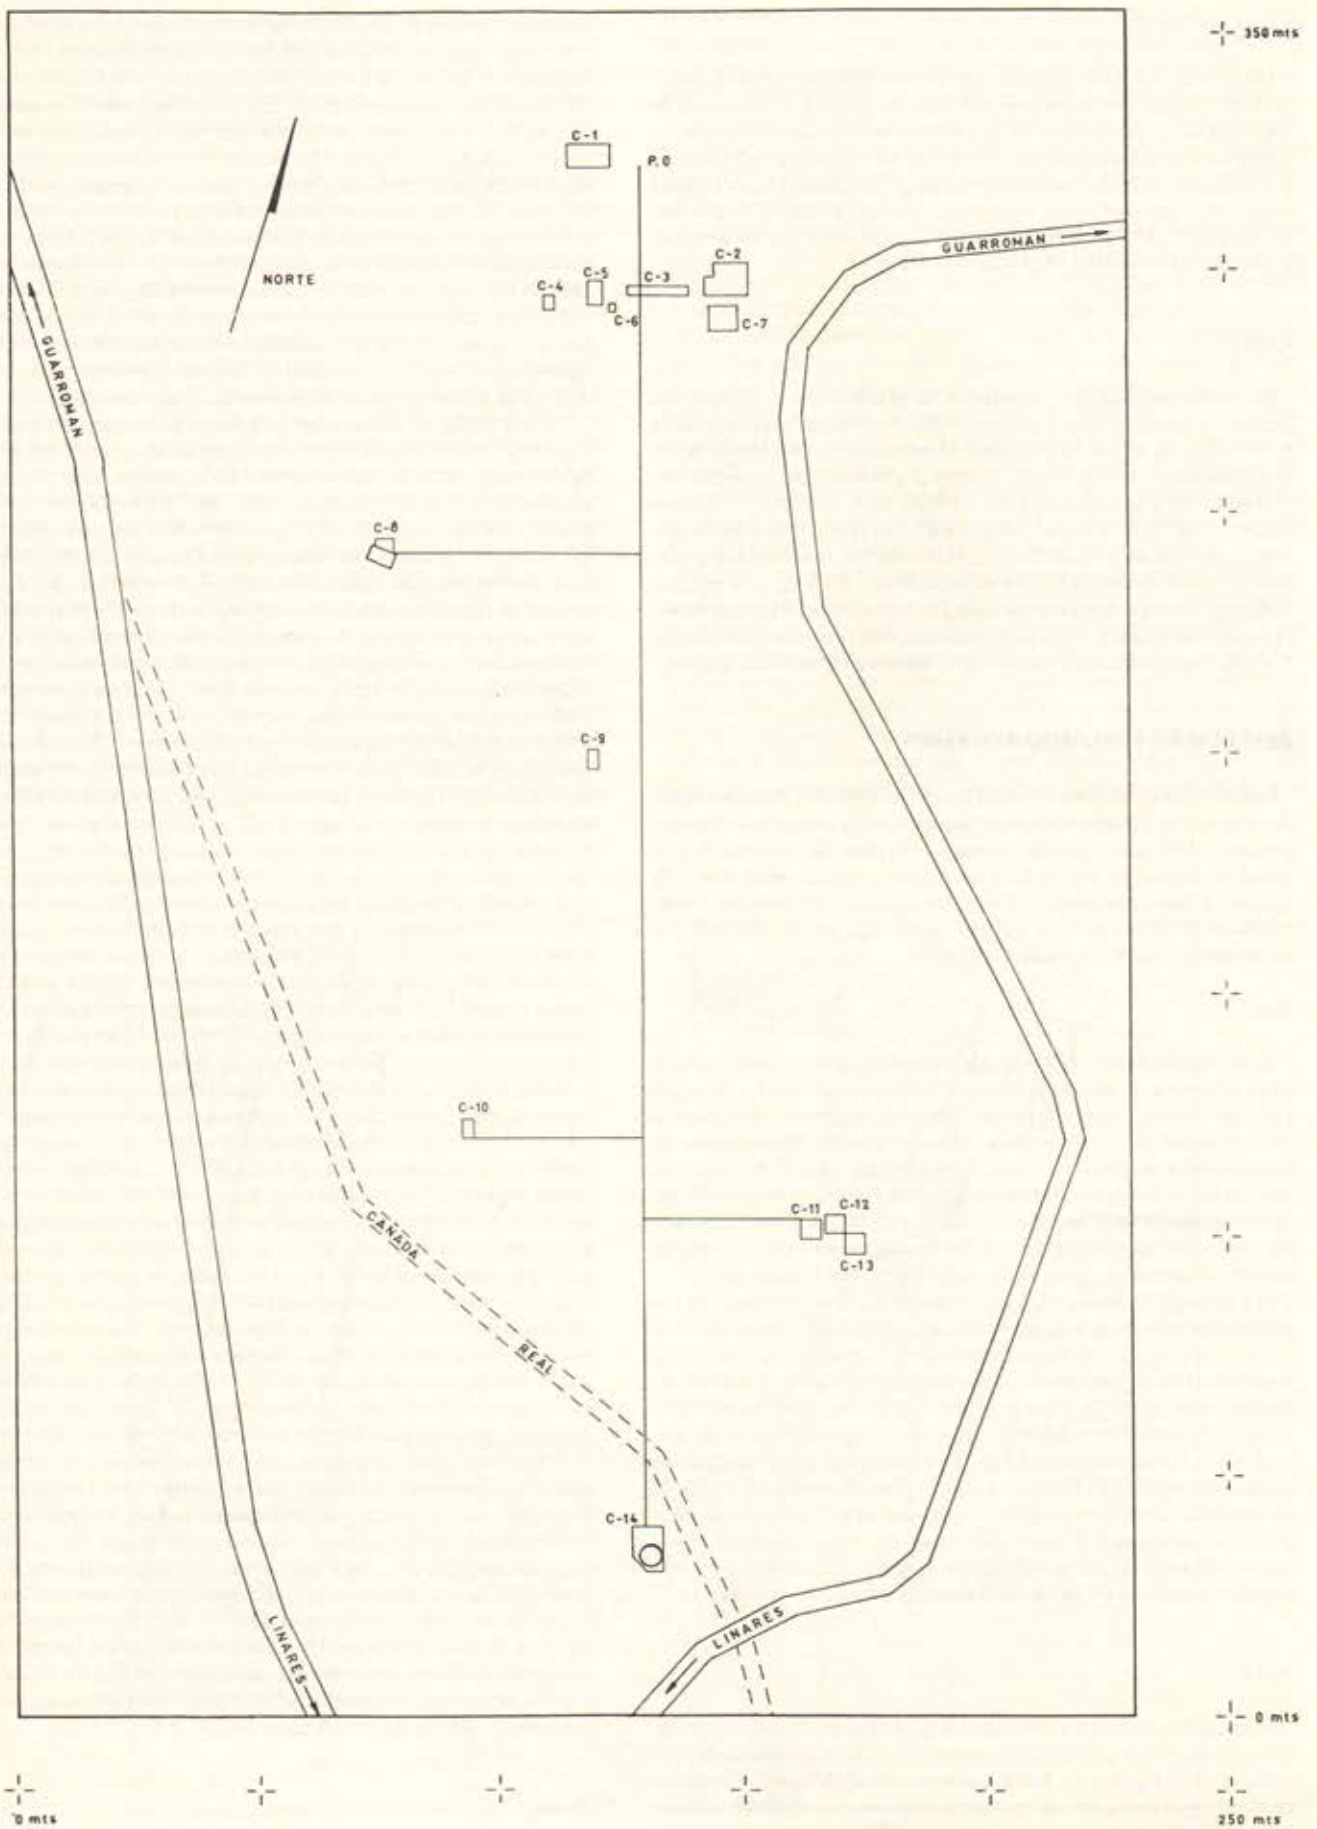 350 mts
C-1
P. 0
GUARROMAN
C-2
C-5
C-3
NORTE
C-4
C-6
C-7
GUARROMAN
C-8
C-9
C-10
C-11
C-12
CANADA
C-13
REAL
C-14
LINARES
LINARES
0 mts
0 mts
250 mts